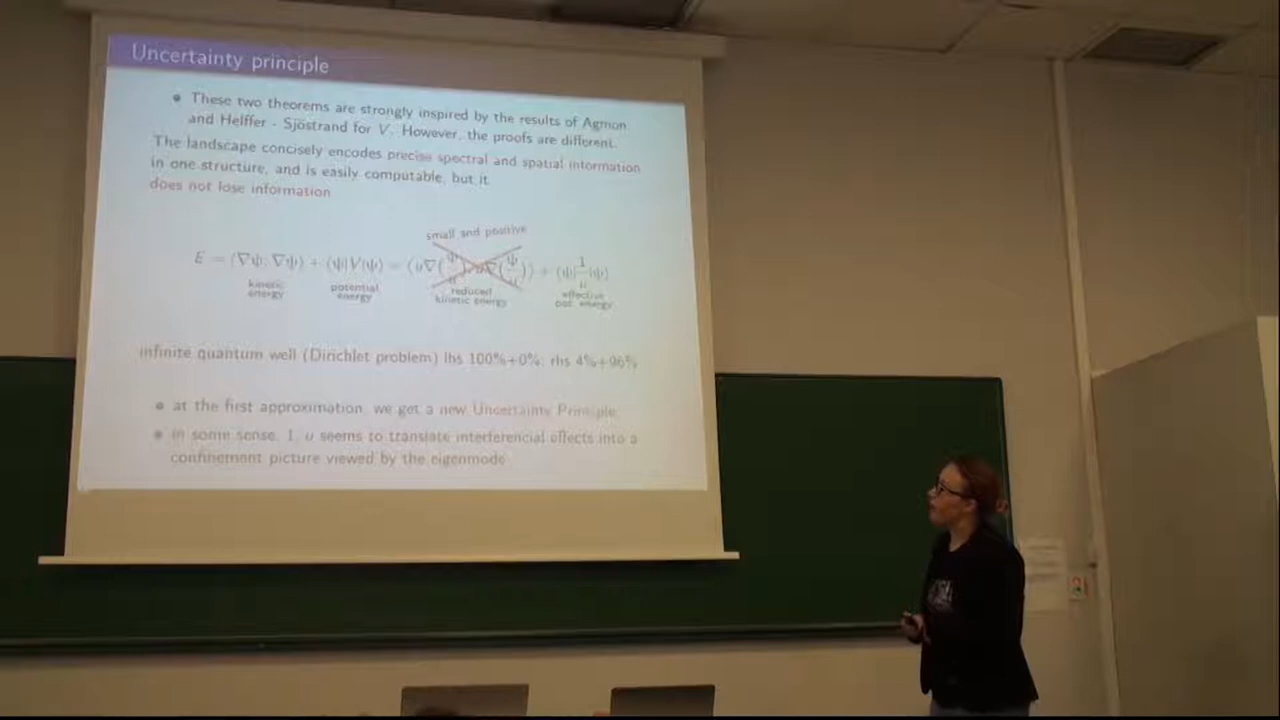 Uncertainty principle
• These two theorems are strongly inspired by the results of Agmon
and Helffer - Sjöstrand for V. However, the proofs are different.
The landscape concisely encodes precise spectral and spatial information
in one structure, and is easily computable, but it
does not lose information
small and positive
E = ⟨∇ψ, ∇ψ⟩ + ⟨ψ|V|ψ⟩ = ⟨u∇(ψ/u), u∇(ψ/u)⟩ + ⟨ψ|1/u|ψ⟩
kinetic energy potential energy reduced kinetic energy effective pot. energy
infinite quantum well (Dirichlet problem) lhs 100%+0%, rhs 4%+96%
• at the first approximation, we get a new Uncertainty Principle
• in some sense, 1/u seems to translate interferencial effects into a
confinement picture viewed by the eigenmode